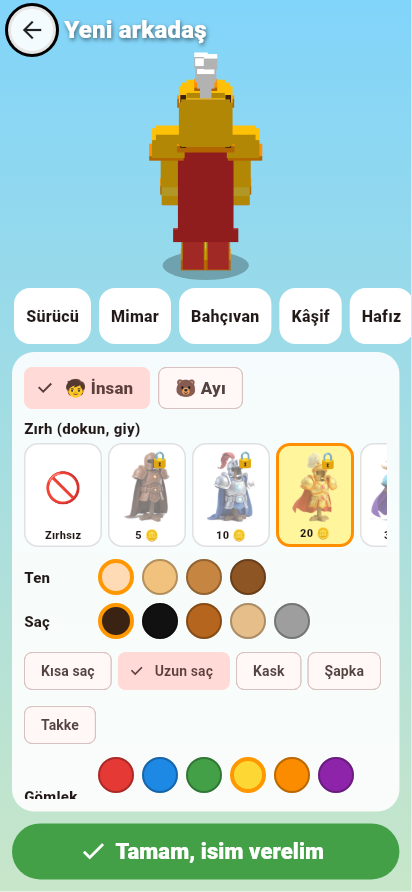 Yeni arkadaş
Sürücü
Mimar
Bahçıvan
Kâşif
Hafız
İnsan
Ayı
Zırh (dokun, giy)
Zırhsız
5
10
20
Ten
Saç
Kısa saç
Uzun saç
Kask
Şapka
Takke
Gömlek
Tamam, isim verelim